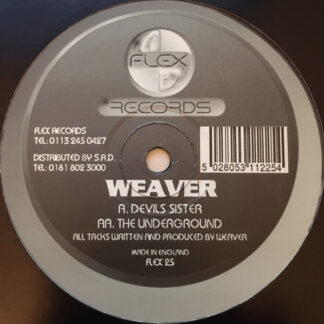 FLEX
RECORDS
FLEX RECORDS
TEL: 0113 245 0427
DISTRIBUTED BY S.R.D.
TEL: 0181 802 3000
5 028053 112254
WEAVER
A. DEVILS SISTER
AA. THE UNDERGROUND
ALL TRCKS WRITTEN AND PRODUCED BY WEAVER
MADE IN ENGLAND
FLEX 25